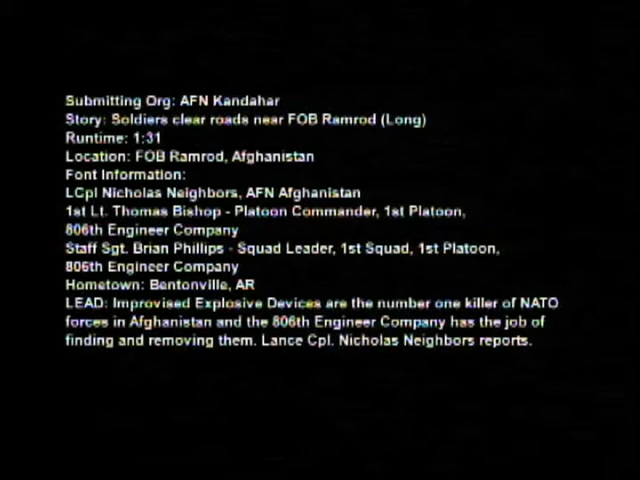 Submitting Org: AFN Kandahar
Story: Soldiers clear roads near FOB Ramrod (Long)
Runtime: 1:31
Location: FOB Ramrod, Afghanistan
Font Information:
LCpl Nicholas Neighbors, AFN Afghanistan
1st Lt. Thomas Bishop - Platoon Commander, 1st Platoon,
806th Engineer Company
Staff Sgt. Brian Phillips - Squad Leader, 1st Squad, 1st Platoon,
806th Engineer Company
Hometown: Bentonville, AR
LEAD: Improvised Explosive Devices are the number one killer of NATO
forces in Afghanistan and the 806th Engineer Company has the job of
finding and removing them. Lance Cpl. Nicholas Neighbors reports.